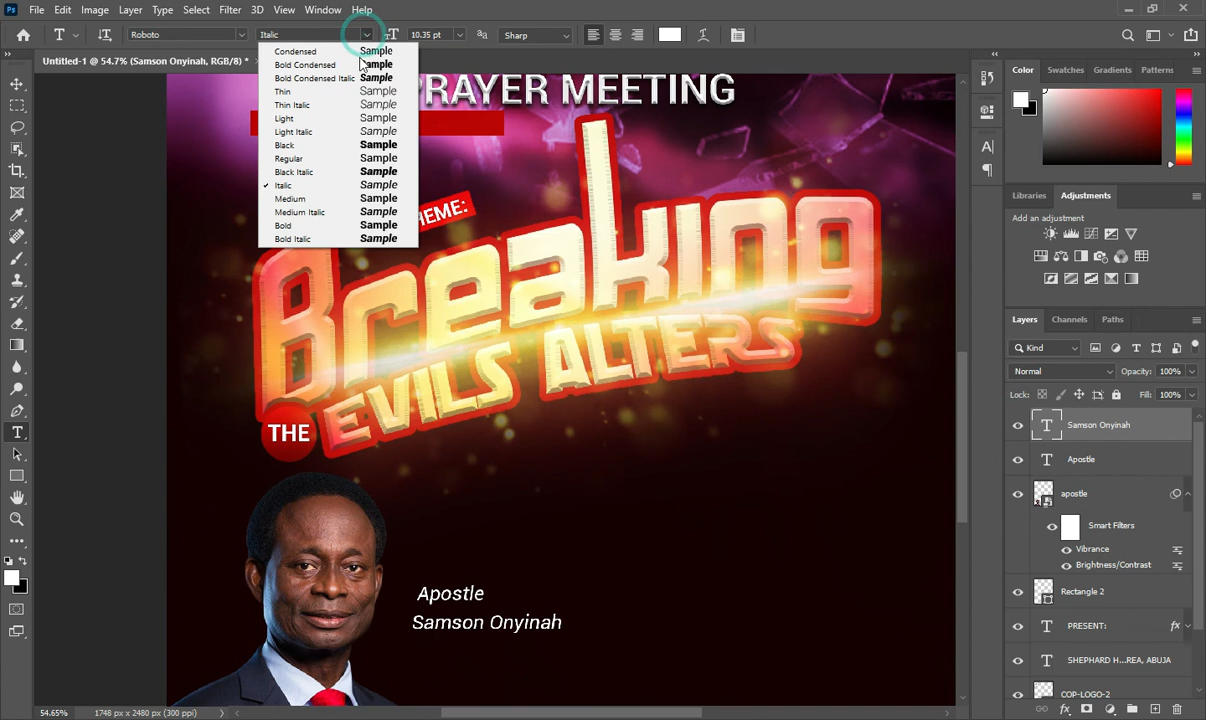 Ps File Edit Image Layer Type Select Filter 3D View Window Help
T Roboto Italic 10.35 pt aa Sharp
Untitled-1 @ 54.7% (Samson Onyinah, RGB/8) *
Condensed Sample
Bold Condensed Sample
Bold Condensed Italic Sample
Thin Sample
Thin Italic Sample
Light Sample
Light Italic Sample
Black Sample
Regular Sample
Black Italic Sample
Italic Sample
Medium Sample
Medium Italic Sample
Bold Sample
Bold Italic Sample
PRAYER MEETING
HEME:
Breaking
THE
EVILS ALTERS
Apostle
Samson Onyinah
Color Swatches Gradients Patterns
Libraries Adjustments
Add an adjustment
Layers Channels Paths
Kind
Normal Opacity: 100%
Lock: Fill: 100%
Samson Onyinah
Apostle
apostle
Smart Filters
Vibrance
Brightness/Contrast
Rectangle 2
PRESENT: fx
SHEPHARD H...REA, ABUJA
COP-LOGO-2
54.65% 1748 px x 2480 px (300 ppi)